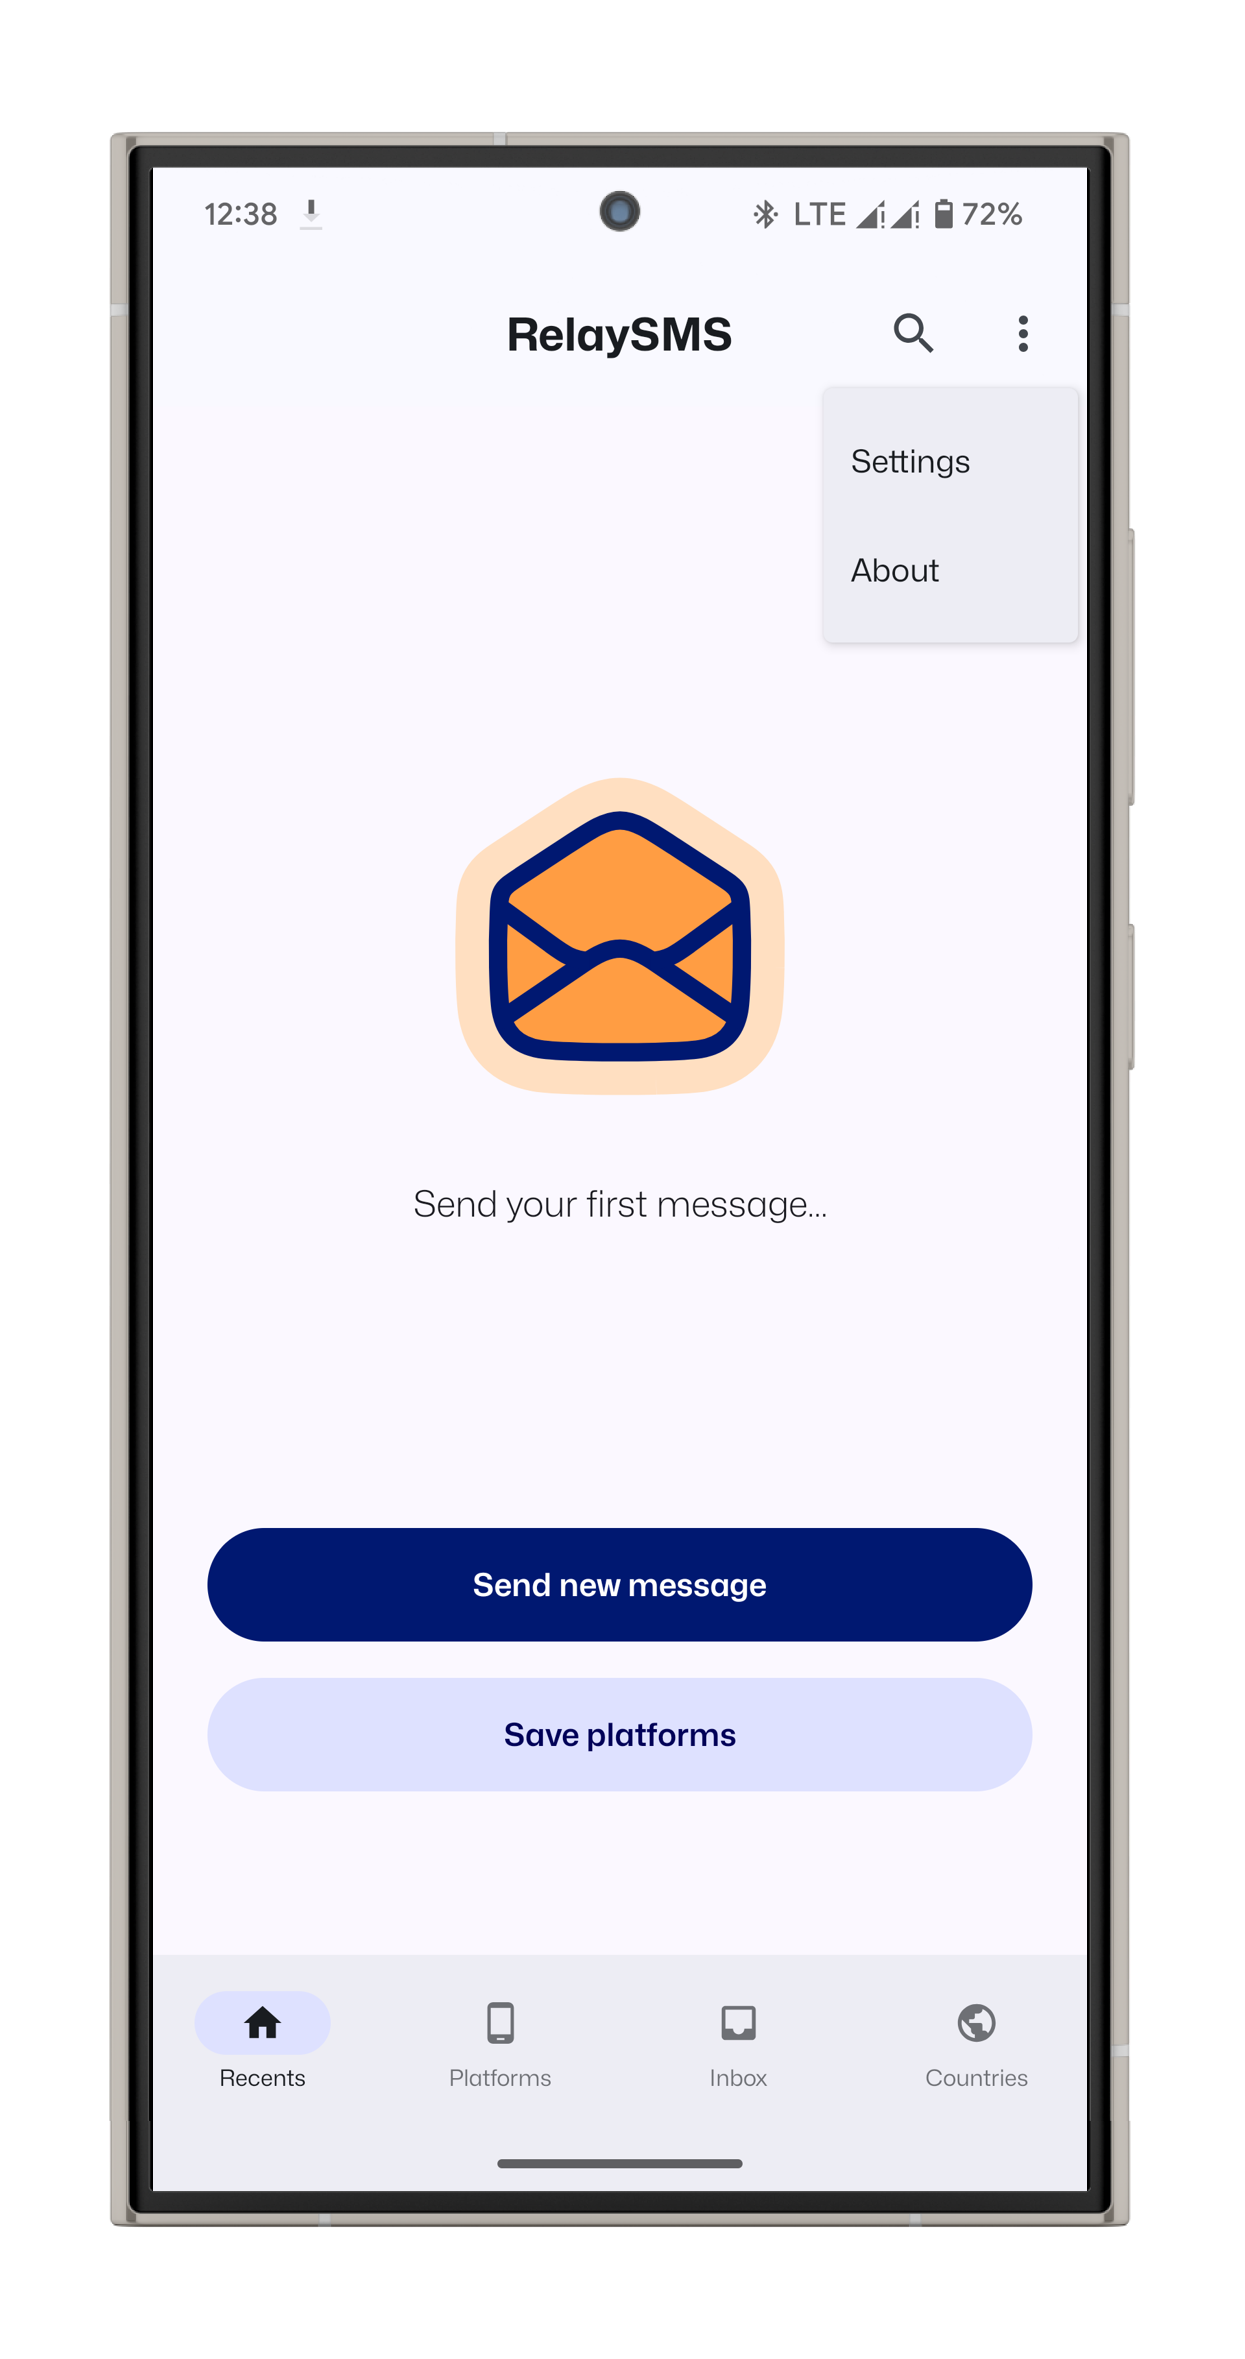 12:38 LTE 72%
RelaySMS
Settings
About
Send your first message...
Send new message
Save platforms
Recents Platforms Inbox Countries